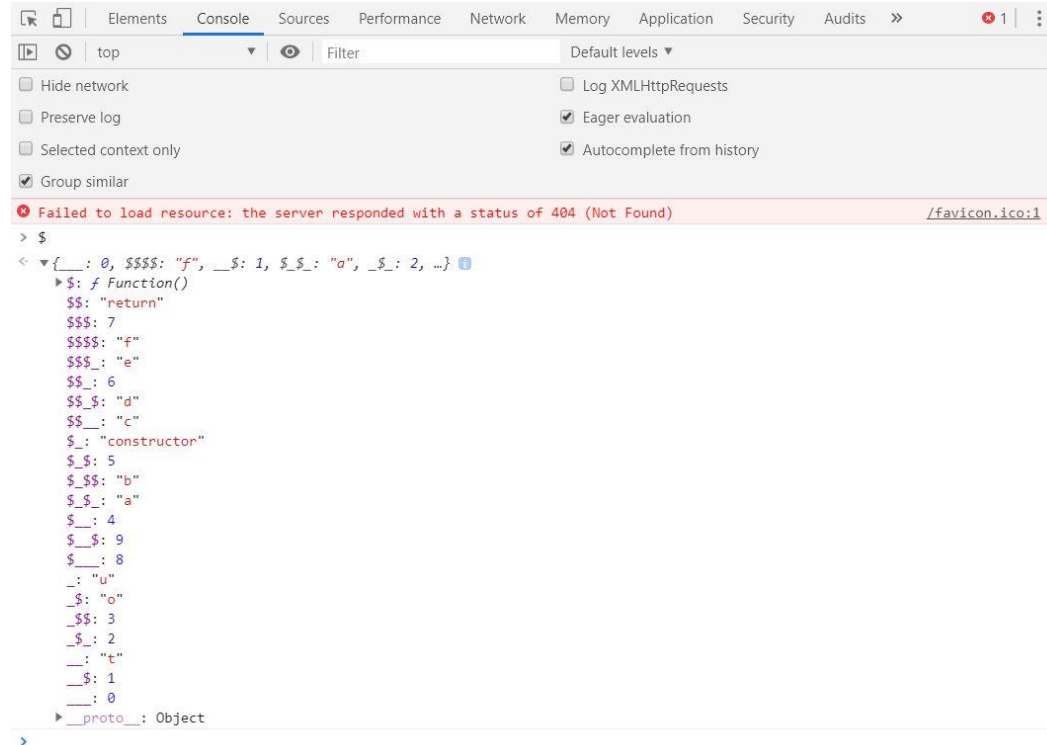 Elements Console Sources Performance Network Memory Application Security Audits » 1
top ▼ Filter Default levels ▼
Hide network Log XMLHttpRequests
Preserve log Eager evaluation
Selected context only Autocomplete from history
Group similar
Failed to load resource: the server responded with a status of 404 (Not Found) /favicon.ico:1
> $
<· ▼{___: 0, $$$$: "f", __$: 1, $_$_: "a", _$_: 2, …} i
▶$: ƒ Function()
$$: "return"
$$$: 7
$$$$: "f"
$$$_: "e"
$$_: 6
$$_$: "d"
$$__: "c"
$_: "constructor"
$_$: 5
$_$$: "b"
$_$_: "a"
$__: 4
$__$: 9
$___: 8
_: "u"
_$: "o"
_$$: 3
_$_: 2
__: "t"
__$: 1
___: 0
▶__proto__: Object
>